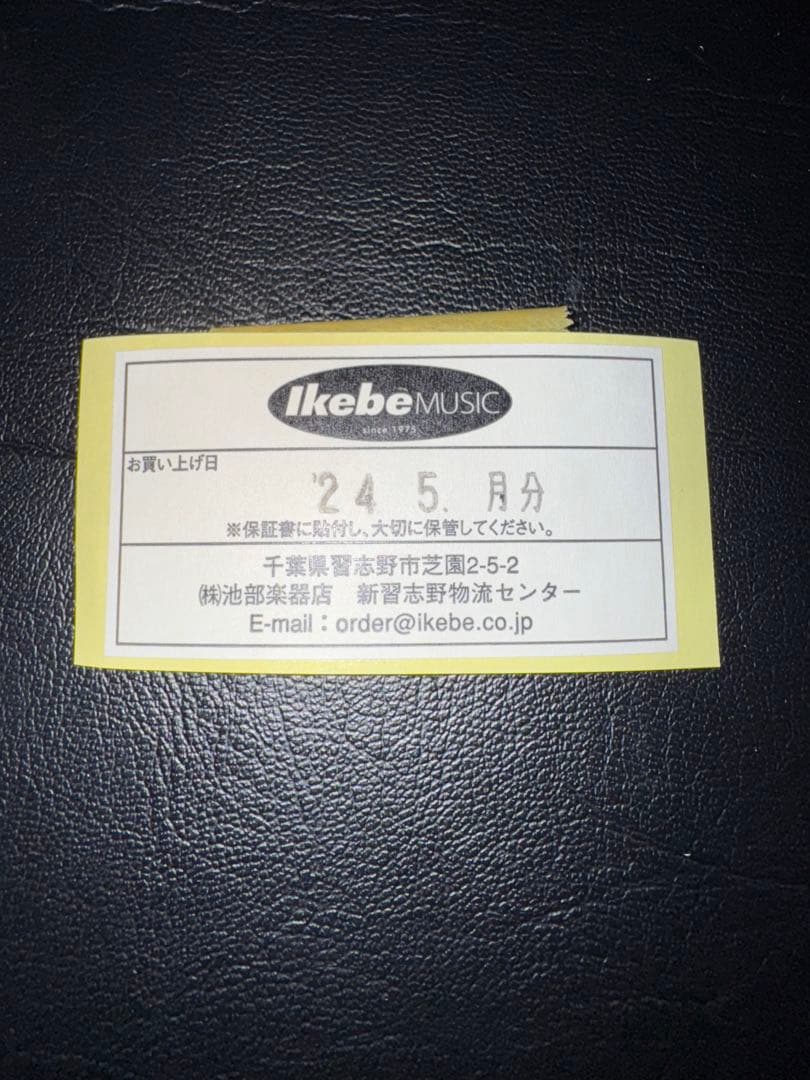 Ikebe MUSIC
since 1975
お買い上げ日
'24 5. 月分
※保証書に貼付し、大切に保管してください。
千葉県習志野市芝園2-5-2
㈱池部楽器店 新習志野物流センター
E-mail：order@ikebe.co.jp